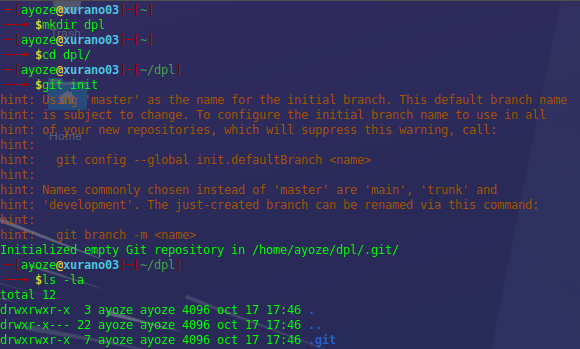 [ayoze@xurano03] [~]
$mkdir dpl
Trash
[ayoze@xurano03] [~]
$cd dpl/
[ayoze@xurano03] [~/dpl]
$git init
hint: Using 'master' as the name for the initial branch. This default branch name
hint: is subject to change. To configure the initial branch name to use in all
hint: of your new repositories, which will suppress this warning, call:
Home
hint:
hint:   git config --global init.defaultBranch <name>
hint:
hint: Names commonly chosen instead of 'master' are 'main', 'trunk' and
hint: 'development'. The just-created branch can be renamed via this command:
hint:
hint:   git branch -m <name>
Initialized empty Git repository in /home/ayoze/dpl/.git/
[ayoze@xurano03]─[~/dpl]
$ls -la
total 12
drwxrwxr-x  3 ayoze ayoze 4096 oct 17 17:46 .
drwxr-x--- 22 ayoze ayoze 4096 oct 17 17:46 ..
drwxrwxr-x  7 ayoze ayoze 4096 oct 17 17:46 .git